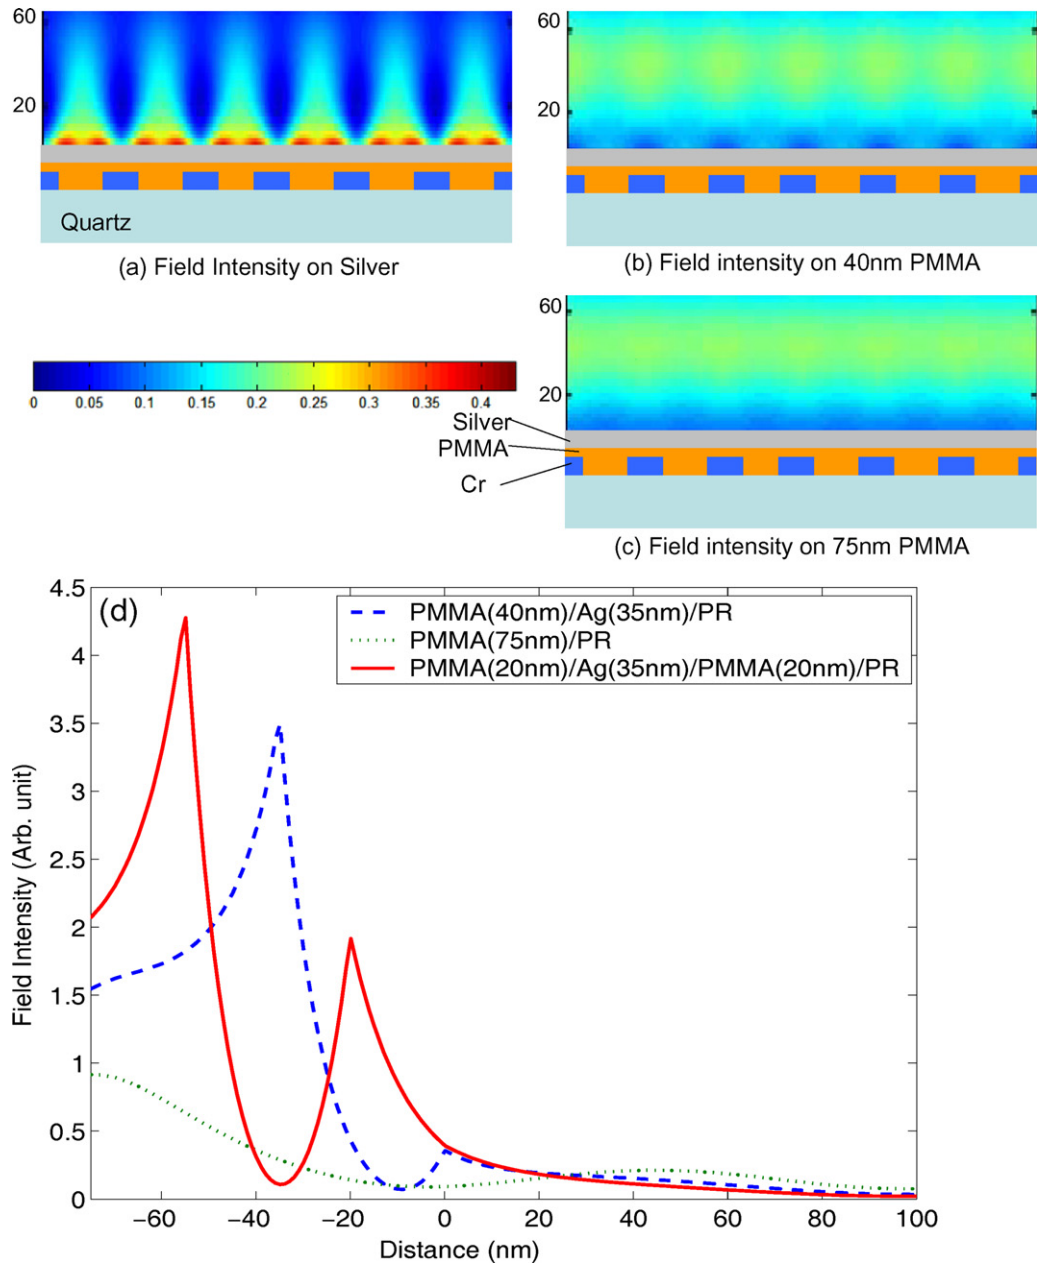 60
20
Quartz
(a) Field Intensity on Silver
60
20
(b) Field intensity on 40nm PMMA
0 0.05 0.1 0.15 0.2 0.25 0.3 0.35 0.4
60
20
Silver
PMMA
Cr
(c) Field intensity on 75nm PMMA
(d)
PMMA(40nm)/Ag(35nm)/PR
PMMA(75nm)/PR
PMMA(20nm)/Ag(35nm)/PMMA(20nm)/PR
4.5
4
3.5
3
2.5
2
1.5
1
0.5
0
Field Intensity (Arb. unit)
−60 −40 −20 0 20 40 60 80 100
Distance (nm)